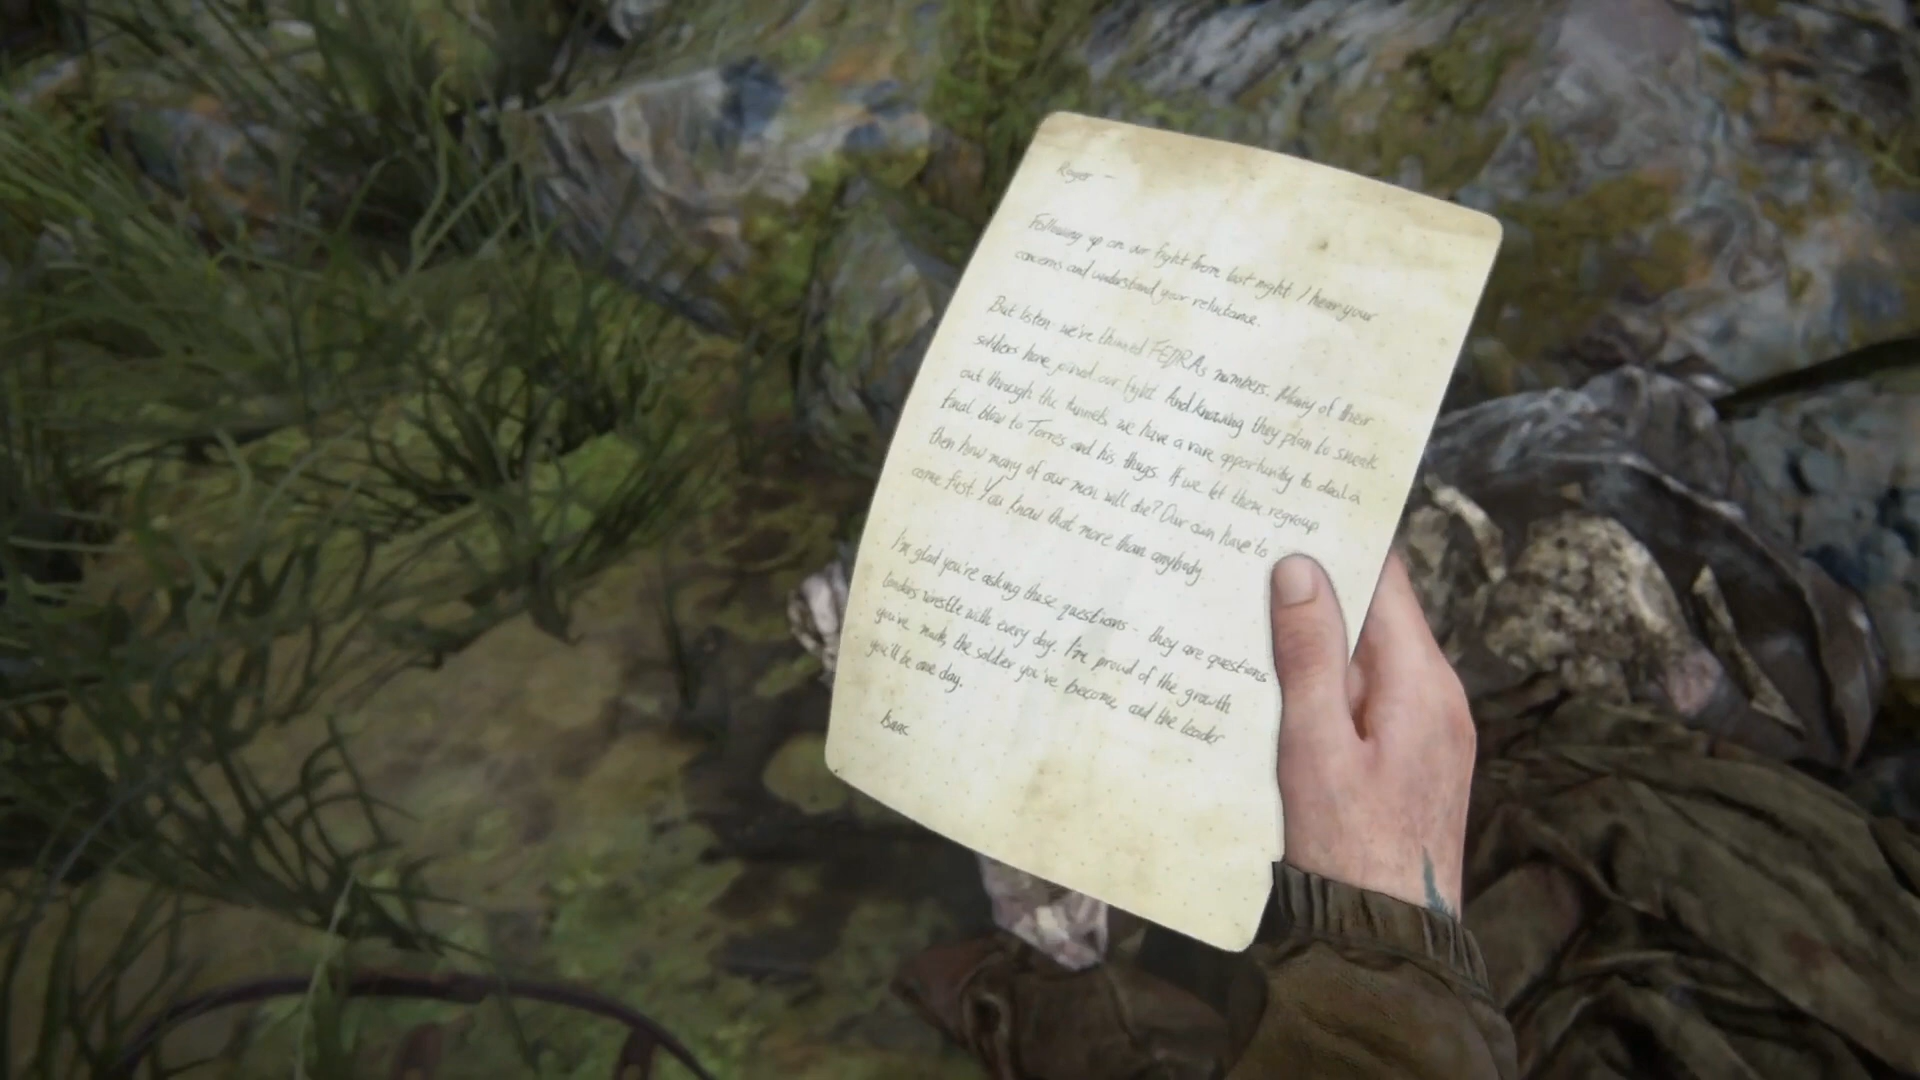 Roger -
Following up on our fight from last night. I hear your
concerns and understand your reluctance.
But listen - we've thinned FEDRAs numbers. Many of their
soldiers have joined our fight. And knowing they plan to sneak
out through the tunnels, we have a rare opportunity to deal a
final blow to Torres and his thugs. If we let them regroup
then how many of our men will die? Our own have to
come first. You know that more than anybody.
I'm glad you're asking these questions - they are questions
leaders wrestle with every day. I'm proud of the growth
you've made, the soldier you've become, and the leader
you'll be one day.
Isaac